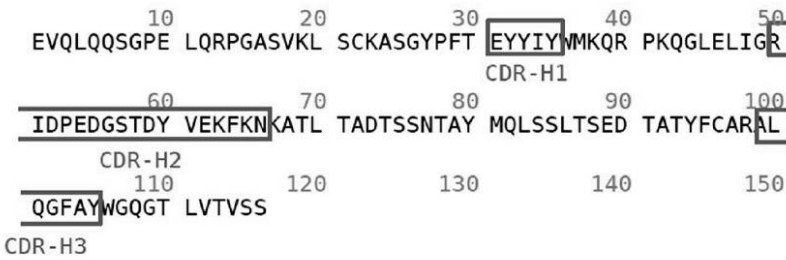 10 20 30 40 50
EVQLQQSGPE LQRPGASVKL SCKASGYPFT EYYIYWMKQR PKQGLELIGR
CDR-H1
60 70 80 90 100
IDPEDGSTDY VEKFKNKATL TADTSSNTAY MQLSSLTSED TATYFCARAL
CDR-H2
110 120 130 140 150
QGFAYWGQGT LVTVSS
CDR-H3